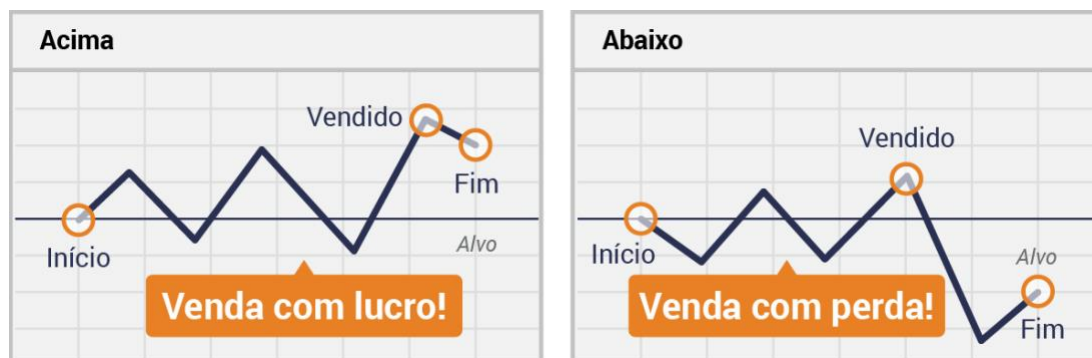 Acima
Vendido
Fim
Início
Alvo
Venda com lucro!
Abaixo
Vendido
Início
Alvo
Venda com perda!
Fim